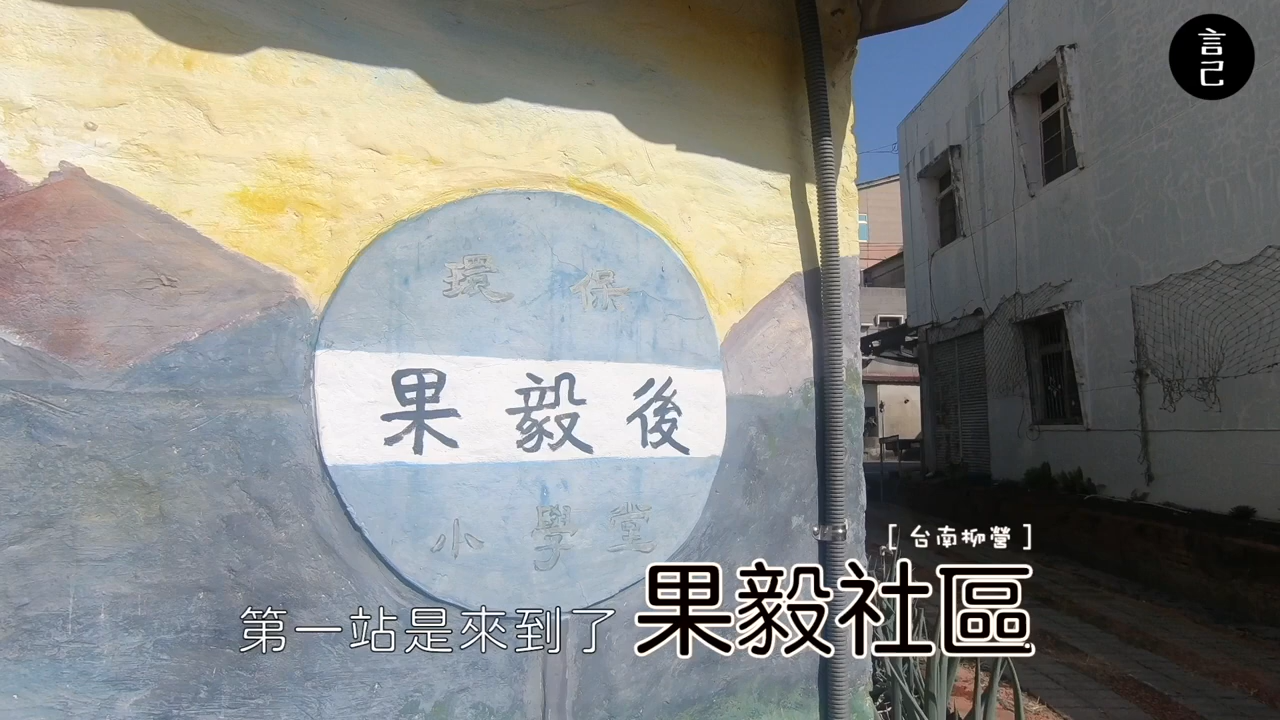 言己
環保
果毅後
小學堂
[台南柳營]
第一站是來到了 果毅社區